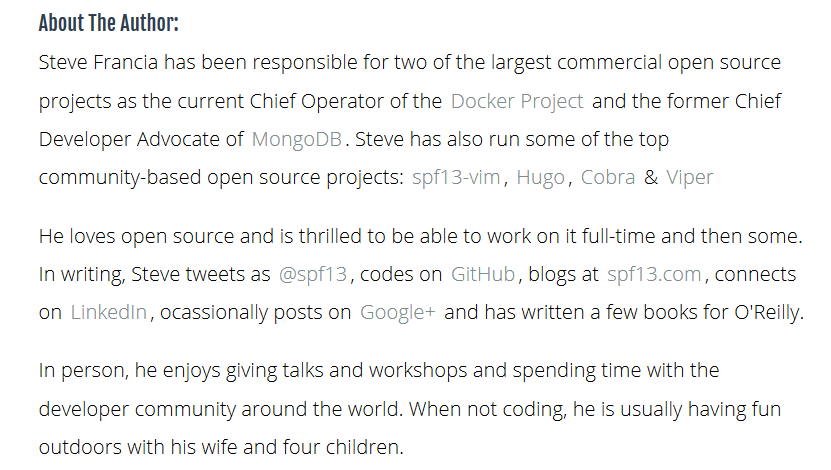 About The Author:
Steve Francia has been responsible for two of the largest commercial open source
projects as the current Chief Operator of the Docker Project and the former Chief
Developer Advocate of MongoDB. Steve has also run some of the top
community-based open source projects: spf13-vim, Hugo, Cobra & Viper
He loves open source and is thrilled to be able to work on it full-time and then some.
In writing, Steve tweets as @spf13, codes on GitHub, blogs at spf13.com, connects
on LinkedIn, ocassionally posts on Google+ and has written a few books for O'Reilly.
In person, he enjoys giving talks and workshops and spending time with the
developer community around the world. When not coding, he is usually having fun
outdoors with his wife and four children.